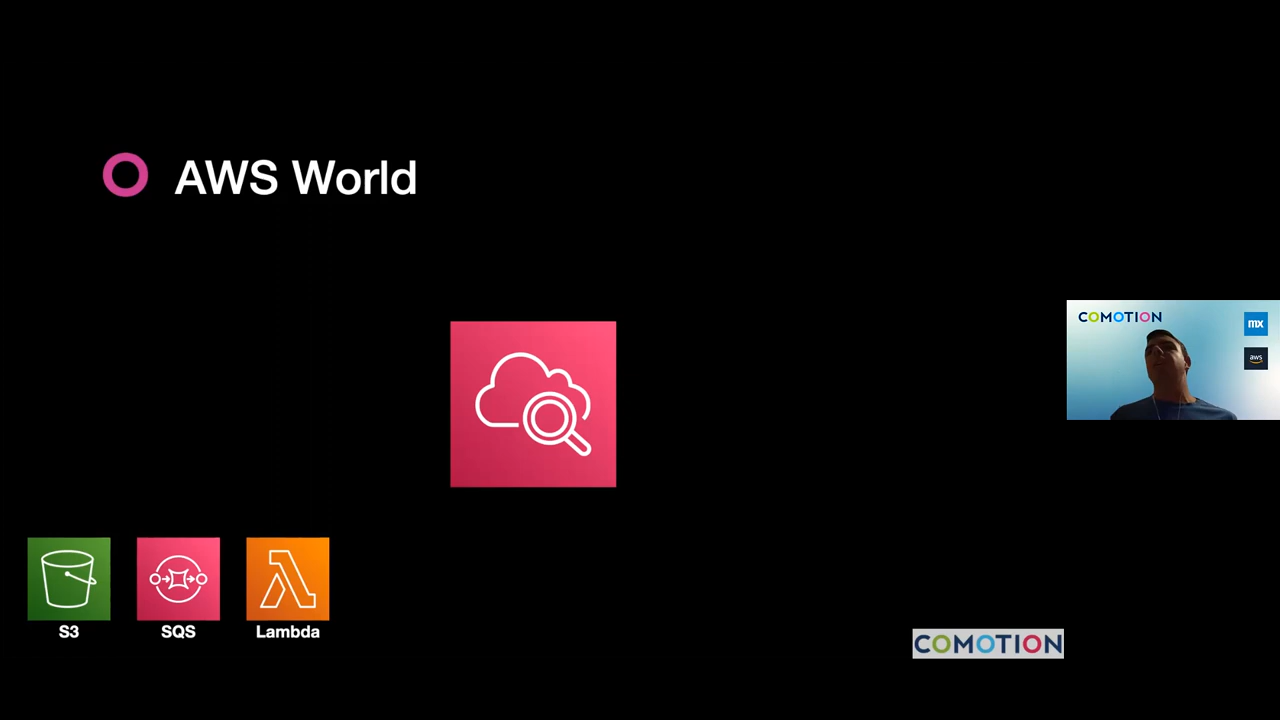 AWS World
COMOTION
mx
aws
S3
SQS
Lambda
COMOTION